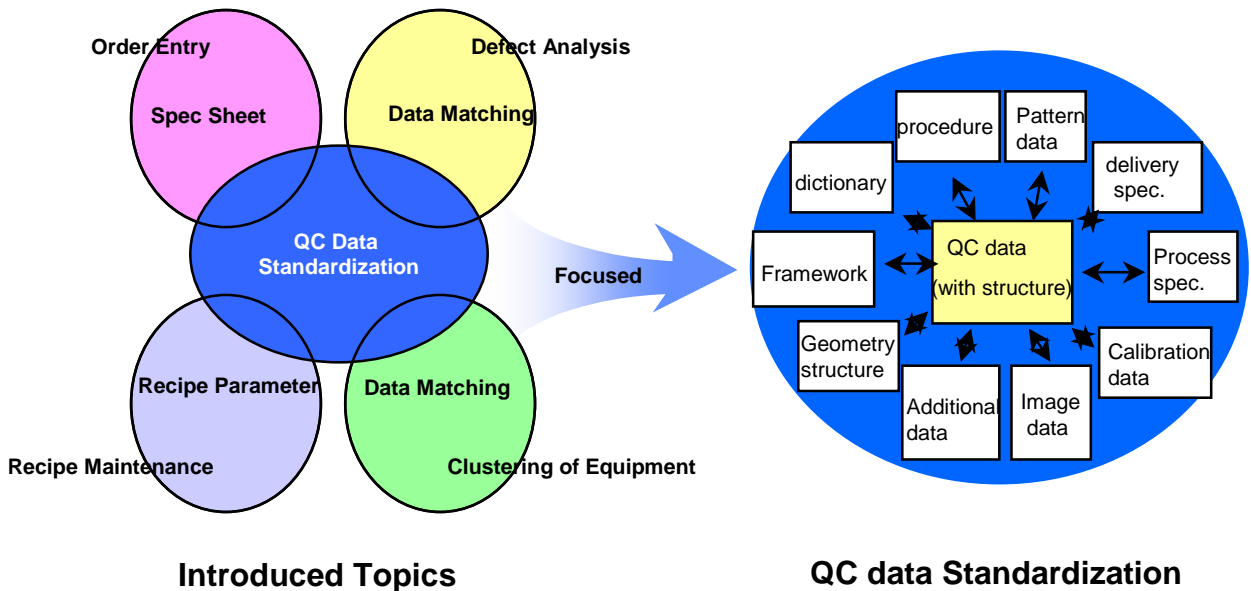 Order Entry
Spec Sheet
Defect Analysis
Data Matching
QC Data
Standardization
Recipe Parameter
Recipe Maintenance
Data Matching
Clustering of Equipment
Focused
procedure
Pattern
data
dictionary
delivery
spec.
Framework
QC data
(with structure)
Process
spec.
Geometry
structure
Calibration
data
Additional
data
Image
data
Introduced Topics
QC data Standardization